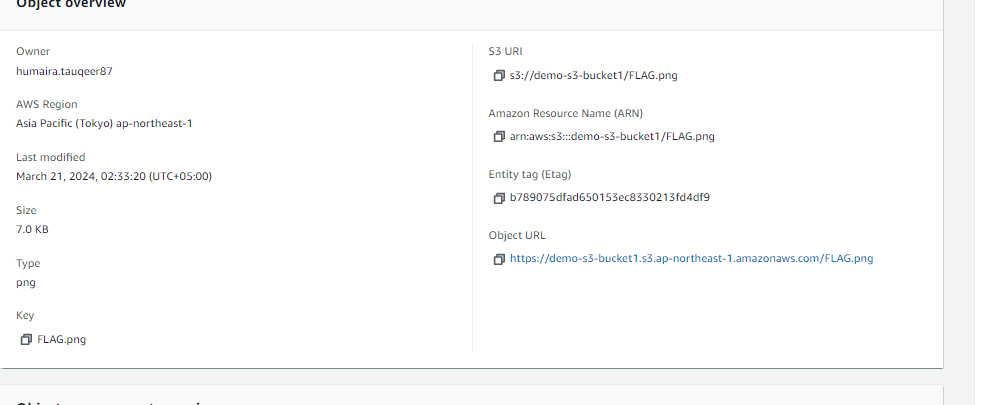 Object overview
Owner
humaira.tauqeer87
AWS Region
Asia Pacific (Tokyo) ap-northeast-1
Last modified
March 21, 2024, 02:33:20 (UTC+05:00)
Size
7.0 KB
Type
png
Key
FLAG.png
S3 URI
s3://demo-s3-bucket1/FLAG.png
Amazon Resource Name (ARN)
arn:aws:s3:::demo-s3-bucket1/FLAG.png
Entity tag (Etag)
b789075dfad650153ec8330213fd4df9
Object URL
https://demo-s3-bucket1.s3.ap-northeast-1.amazonaws.com/FLAG.png